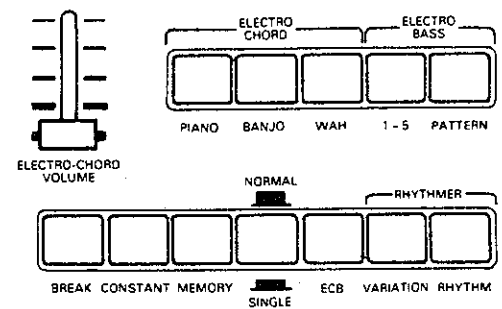 ELECTRO
CHORD
ELECTRO
BASS
PIANO BANJO WAH 1-5 PATTERN
ELECTRO-CHORD
VOLUME
NORMAL
RHYTHMER
BREAK CONSTANT MEMORY ECB VARIATION RHYTHM
SINGLE